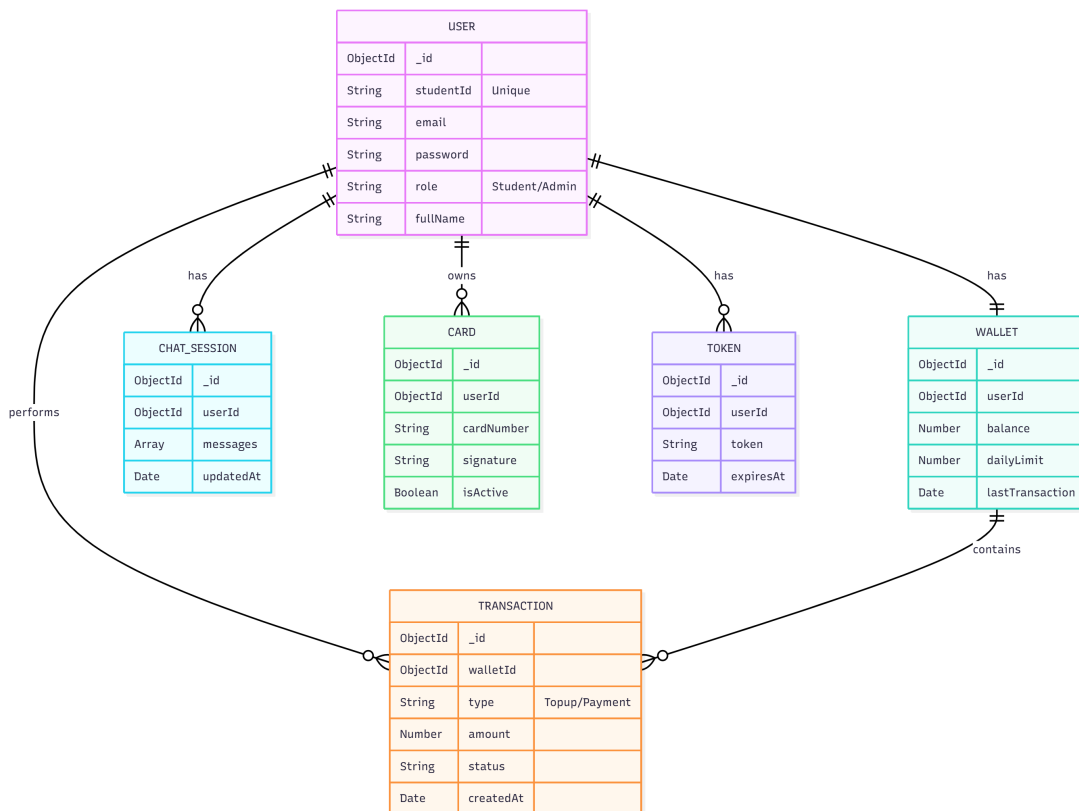 USER
ObjectId _id
String studentId Unique
String email
String password
String role Student/Admin
String fullName
has
owns
has
has
CHAT_SESSION
ObjectId _id
ObjectId userId
Array messages
Date updatedAt
CARD
ObjectId _id
ObjectId userId
String cardNumber
String signature
Boolean isActive
TOKEN
ObjectId _id
ObjectId userId
String token
Date expiresAt
WALLET
ObjectId _id
ObjectId userId
Number balance
Number dailyLimit
Date lastTransaction
performs
contains
TRANSACTION
ObjectId _id
ObjectId walletId
String type Topup/Payment
Number amount
String status
Date createdAt